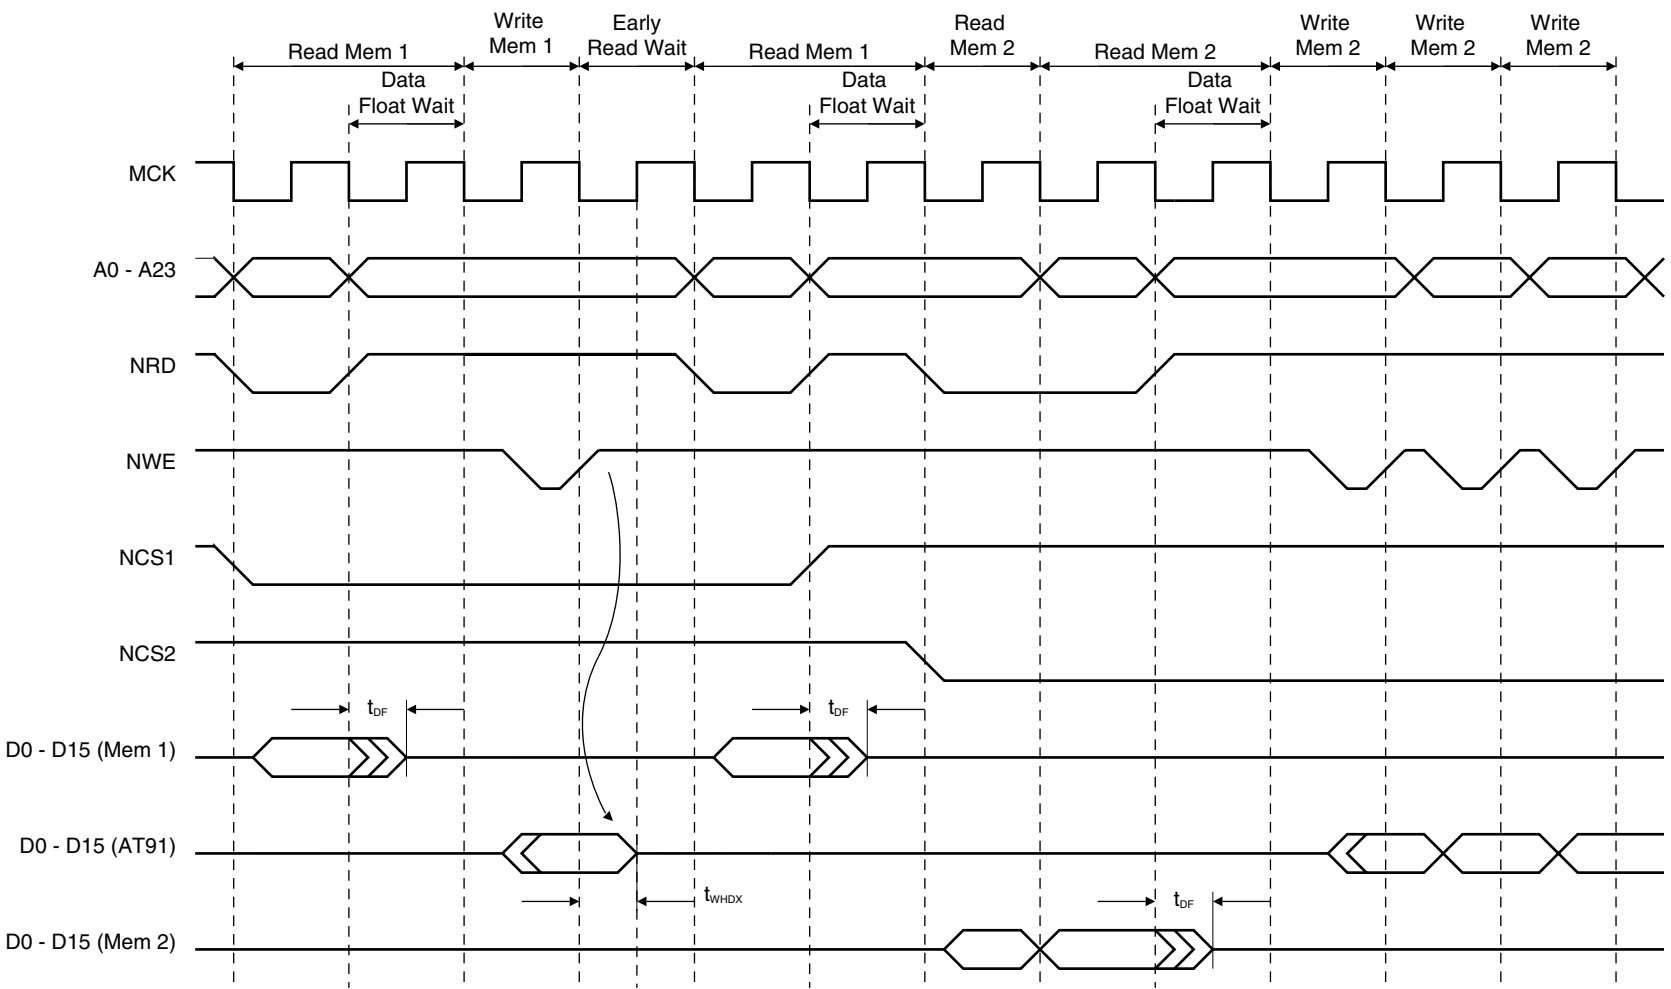 Write Early Read Write Write Write
Read Mem 1 Mem 1 Read Wait Read Mem 1 Mem 2 Read Mem 2 Mem 2 Mem 2 Mem 2
Data Data Data
Float Wait Float Wait Float Wait
MCK
A0 - A23
NRD
NWE
NCS1
NCS2
tDF tDF
D0 - D15 (Mem 1)
D0 - D15 (AT91)
tWHDX tDF
D0 - D15 (Mem 2)